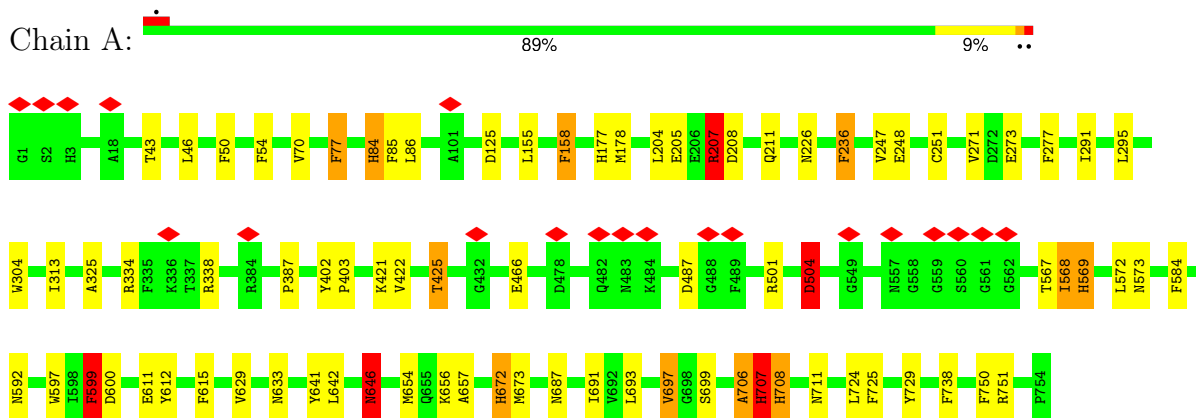 Chain A:
89% 9%
G1 S2 H3 A18 T43 L46 F50 F54 V70 F77 H84 F85 L86 A101 D125 L155 F158 H177 M178 L204 E205 E206 R207 D208 Q211 N226 F236 V247 E248 C251 V271 D272 E273 F277 I291 L295
W304 I313 A325 R334 F335 K336 T337 R338 R384 P387 Y402 P403 K421 V422 T425 G432 E466 D478 Q482 N483 K484 D487 G488 F489 R501 D504 G549 N557 G558 G559 S560 G561 G562 T567 I568 H569 L572 N573 F584
N592 W597 I598 F599 D600 E611 Y612 F615 V629 N633 Y641 L642 N646 M654 Q655 K656 A657 H672 M673 N687 I691 V692 L693 V697 G698 S699 A706 H707 H708 N711 L724 F725 Y729 F738 F750 R751 P754